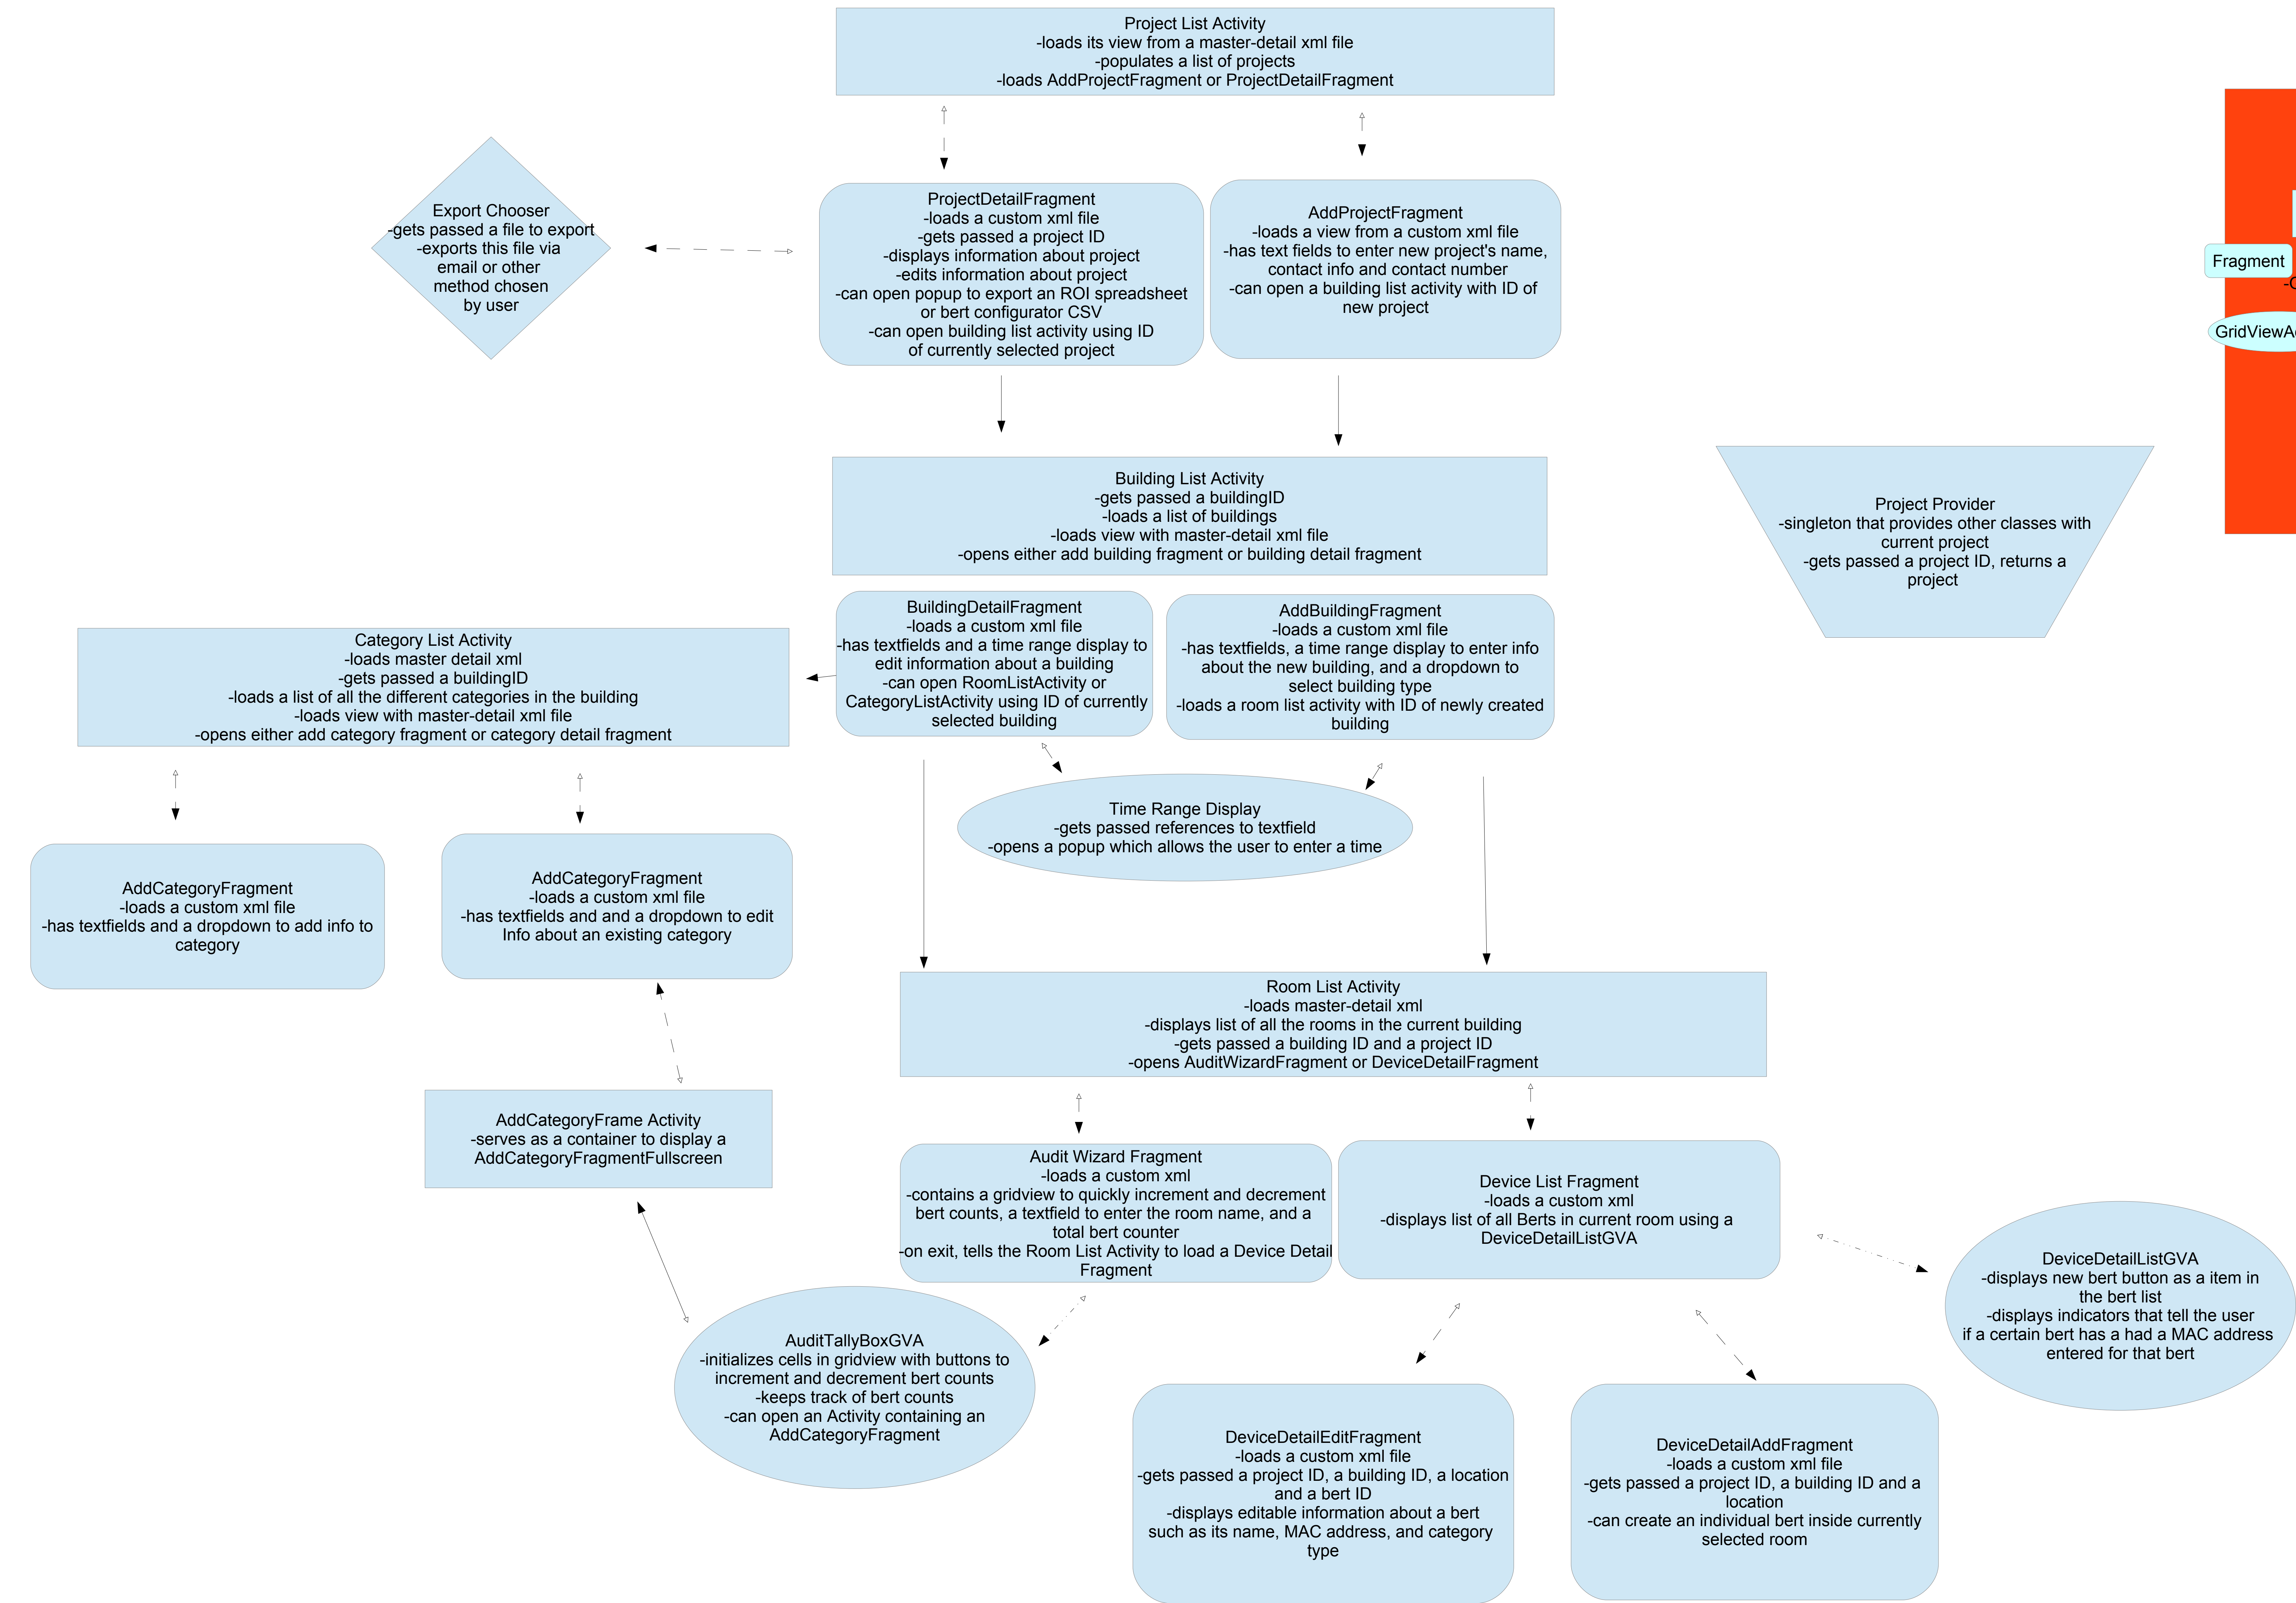 Project List Activity
-loads its view from a master-detail xml file
-populates a list of projects
-loads AddProjectFragment or ProjectDetailFragment
Export Chooser
-gets passed a file to export
-exports this file via
email or other
method chosen
by user
ProjectDetailFragment
-loads a custom xml file
-gets passed a project ID
-displays information about project
-edits information about project
-can open popup to export an ROI spreadsheet
or bert configurator CSV
-can open building list activity using ID
of currently selected project
AddProjectFragment
-loads a view from a custom xml file
-has text fields to enter new project's name,
contact info and contact number
-can open a building list activity with ID of
new project
Fragment
GridViewA
Building List Activity
-gets passed a buildingID
-loads a list of buildings
-loads view with master-detail xml file
-opens either add building fragment or building detail fragment
Project Provider
-singleton that provides other classes with
current project
-gets passed a project ID, returns a
project
Category List Activity
-loads master detail xml
-gets passed a buildingID
-loads a list of all the different categories in the building
-loads view with master-detail xml file
-opens either add category fragment or category detail fragment
BuildingDetailFragment
-loads a custom xml file
-has textfields and a time range display to
edit information about a building
-can open RoomListActivity or
CategoryListActivity using ID of currently
selected building
AddBuildingFragment
-loads a custom xml file
-has textfields, a time range display to enter info
about the new building, and a dropdown to
select building type
-loads a room list activity with ID of newly created
building
Time Range Display
-gets passed references to textfield
-opens a popup which allows the user to enter a time
AddCategoryFragment
-loads a custom xml file
-has textfields and a dropdown to add info to
category
AddCategoryFragment
-loads a custom xml file
-has textfields and and a dropdown to edit
Info about an existing category
Room List Activity
-loads master-detail xml
-displays list of all the rooms in the current building
-gets passed a building ID and a project ID
-opens AuditWizardFragment or DeviceDetailFragment
AddCategoryFrame Activity
-serves as a container to display a
AddCategoryFragmentFullscreen
Audit Wizard Fragment
-loads a custom xml
-contains a gridview to quickly increment and decrement
bert counts, a textfield to enter the room name, and a
total bert counter
-on exit, tells the Room List Activity to load a Device Detail
Fragment
Device List Fragment
-loads a custom xml
-displays list of all Berts in current room using a
DeviceDetailListGVA
DeviceDetailListGVA
-displays new bert button as a item in
the bert list
-displays indicators that tell the user
if a certain bert has a had a MAC address
entered for that bert
AuditTallyBoxGVA
-initializes cells in gridview with buttons to
increment and decrement bert counts
-keeps track of bert counts
-can open an Activity containing an
AddCategoryFragment
DeviceDetailEditFragment
-loads a custom xml file
-gets passed a project ID, a building ID, a location
and a bert ID
-displays editable information about a bert
such as its name, MAC address, and category
type
DeviceDetailAddFragment
-loads a custom xml file
-gets passed a project ID, a building ID and a
location
-can create an individual bert inside currently
selected room